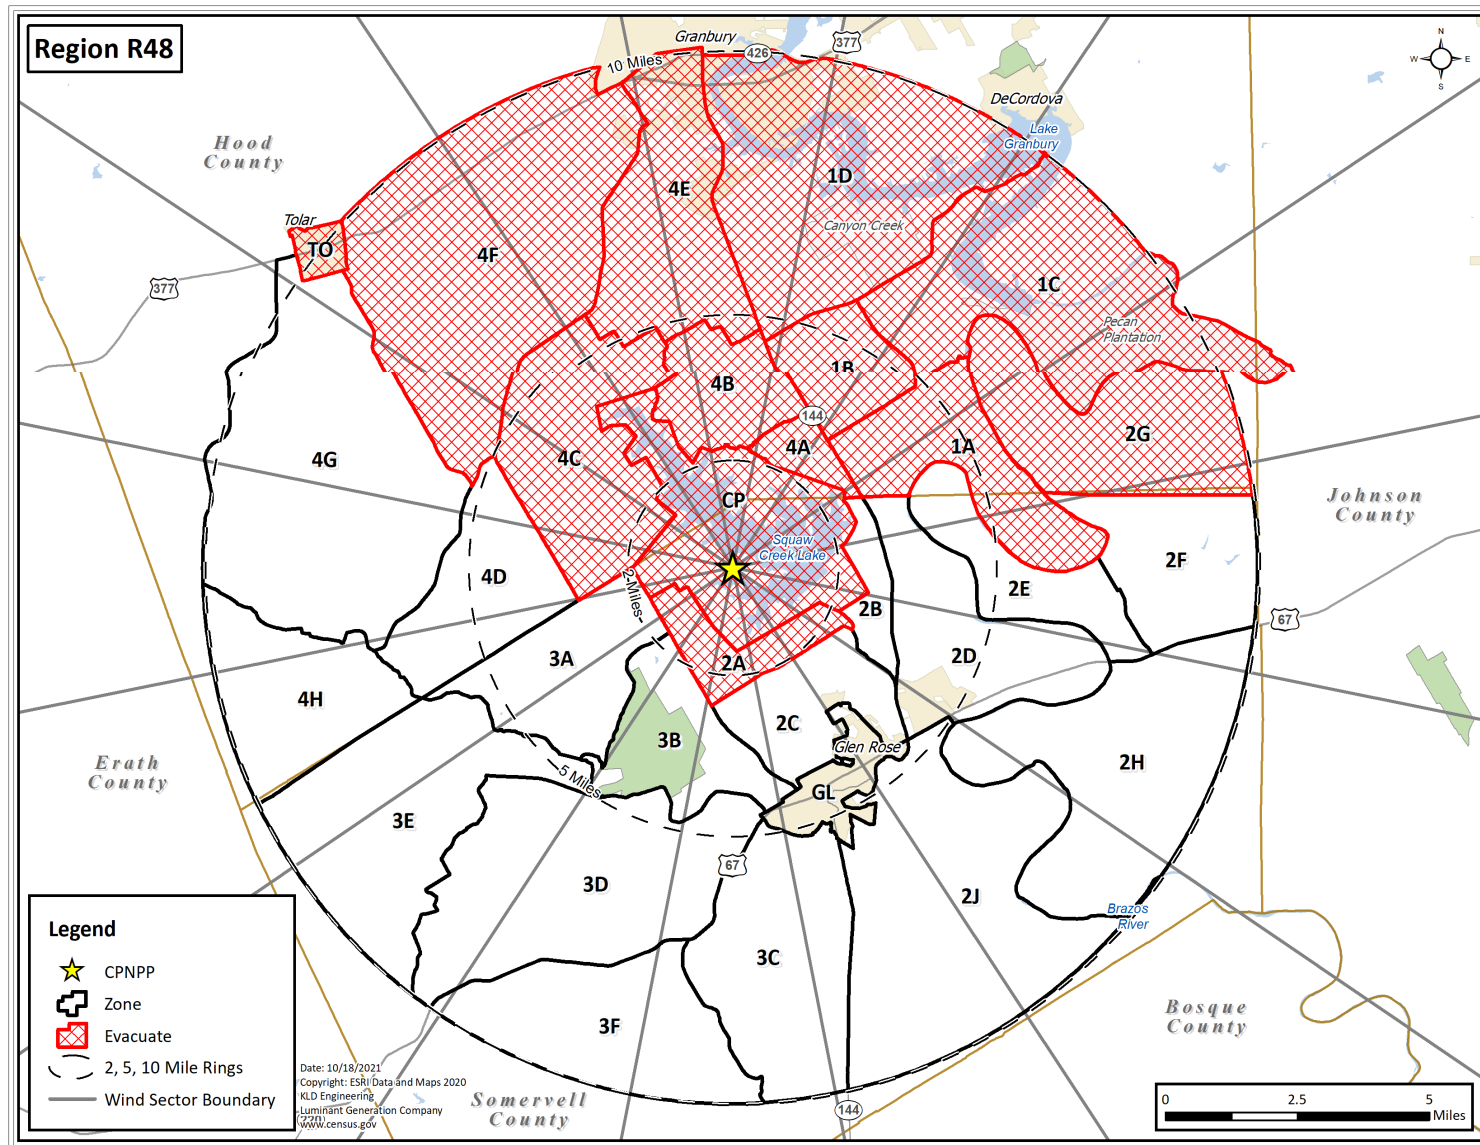 Region R48
Granbury
426
377
10 Miles
N
W
E
S
DeCordova
Lake
Granbury
Hood
County
Tolar
TO
4E
1D
Canyon Creek
4F
1C
377
Pecan
Plantation
4B
1B
144
4A
1A
2G
4G
4C
CP
Johnson
County
Squaw
Creek Lake
2F
4D
2-Miles
2B
2E
67
3A
2A
2D
4H
2C
3B
Glen Rose
2H
Erath
County
5 Miles
GL
3E
67
3D
2J
Brazos
River
3C
3F
Bosque
County
Legend
CPNPP
Zone
Evacuate
2, 5, 10 Mile Rings
Wind Sector Boundary
Date: 10/18/2021
Copyright: ESRI Data and Maps 2020
KLD Engineering
Luminant Generation Company
www.census.gov
220
Somervell
County
144
0
2.5
5
Miles